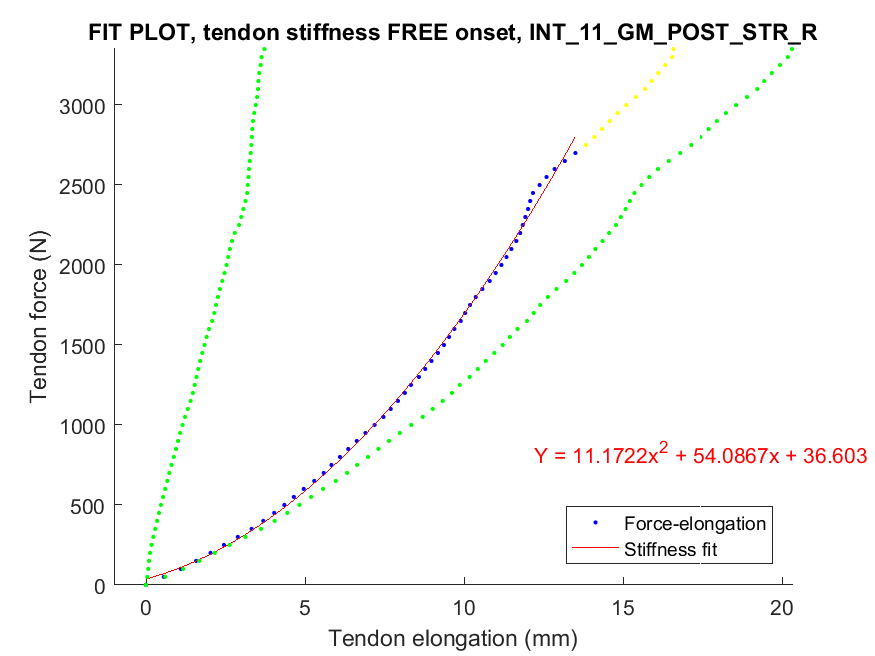 FIT PLOT, tendon stiffness FREE onset, INT_11_GM_POST_STR_R
3000
2500
2000
1500
1000
500
0
Tendon force (N)
Y = 11.1722x² + 54.0867x + 36.603
Force-elongation
Stiffness fit
0 5 10 15 20
Tendon elongation (mm)